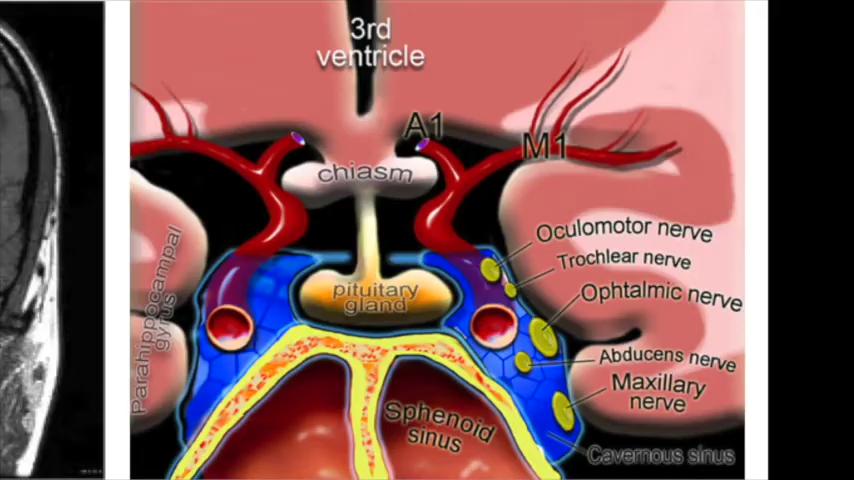 3rd
ventricle
A1
M1
chiasm
Oculomotor nerve
Trochlear nerve
Ophtalmic nerve
pituitary
gland
Parahippocampal
gyrus
Abducens nerve
Maxillary
nerve
Sphenoid
sinus
Cavernous sinus